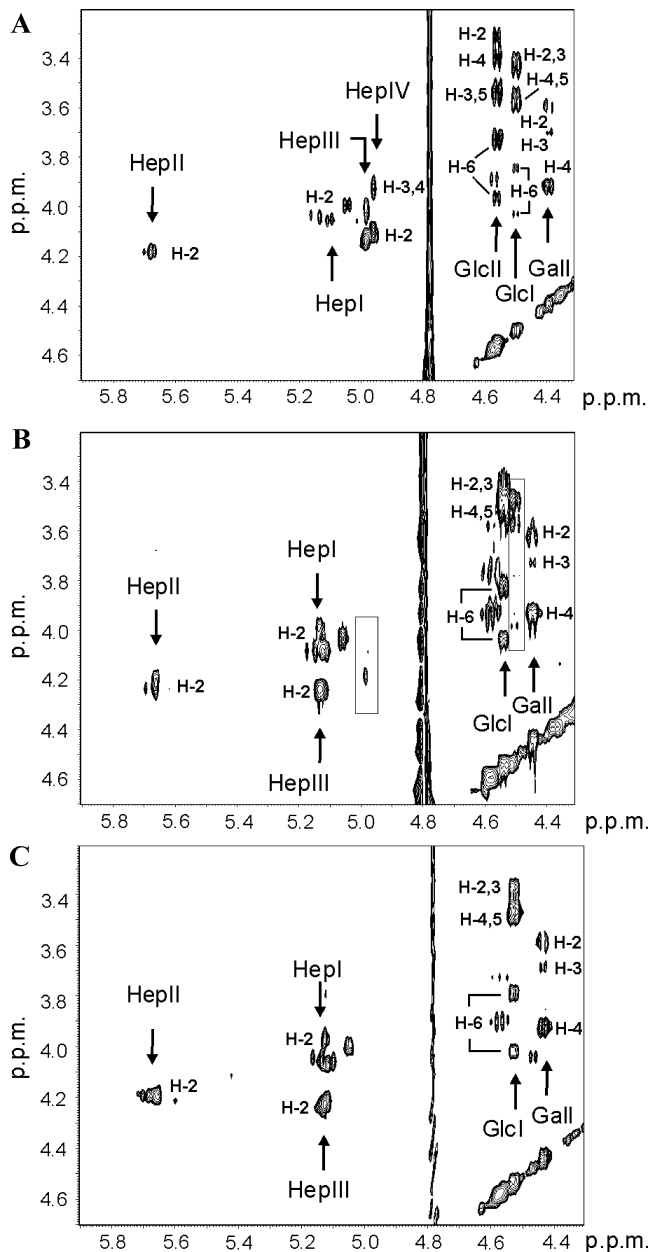 A
3.4
3.6
3.8
4.0
4.2
4.4
4.6
p.p.m.
HepII
H-2
HepIII
HepIV
H-2
H-3,4
H-2
HepI
H-2
H-4
H-3,5
H-6
GlcII
H-2,3
H-4,5
H-6
GlcI
H-2
H-3
H-4
GalI
5.8 5.6 5.4 5.2 5.0 4.8 4.6 4.4 p.p.m.
B
3.4
3.6
3.8
4.0
4.2
4.4
4.6
p.p.m.
HepII
H-2
HepI
H-2
H-2
HepIII
H-2,3
H-4,5
H-6
GlcI
H-2
H-3
H-4
GalI
5.8 5.6 5.4 5.2 5.0 4.8 4.6 4.4 p.p.m.
C
3.4
3.6
3.8
4.0
4.2
4.4
4.6
p.p.m.
HepII
H-2
HepI
H-2
H-2
HepIII
H-2,3
H-4,5
H-6
GlcI
H-2
H-3
H-4
GalI
5.8 5.6 5.4 5.2 5.0 4.8 4.6 4.4 p.p.m.